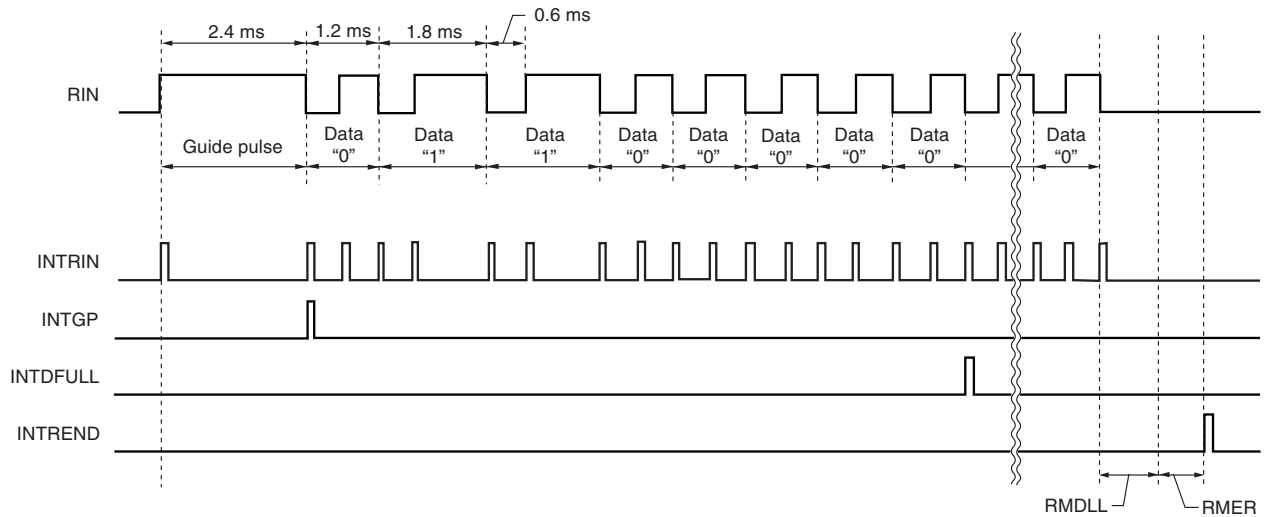 0.6 ms
2.4 ms 1.2 ms 1.8 ms
RIN
Guide pulse
Data “0”
Data “1”
Data “1”
Data “0”
Data “0”
Data “0”
Data “0”
Data “0”
Data “0”
INTRIN
INTGP
INTDFULL
INTREND
RMDLL
RMER